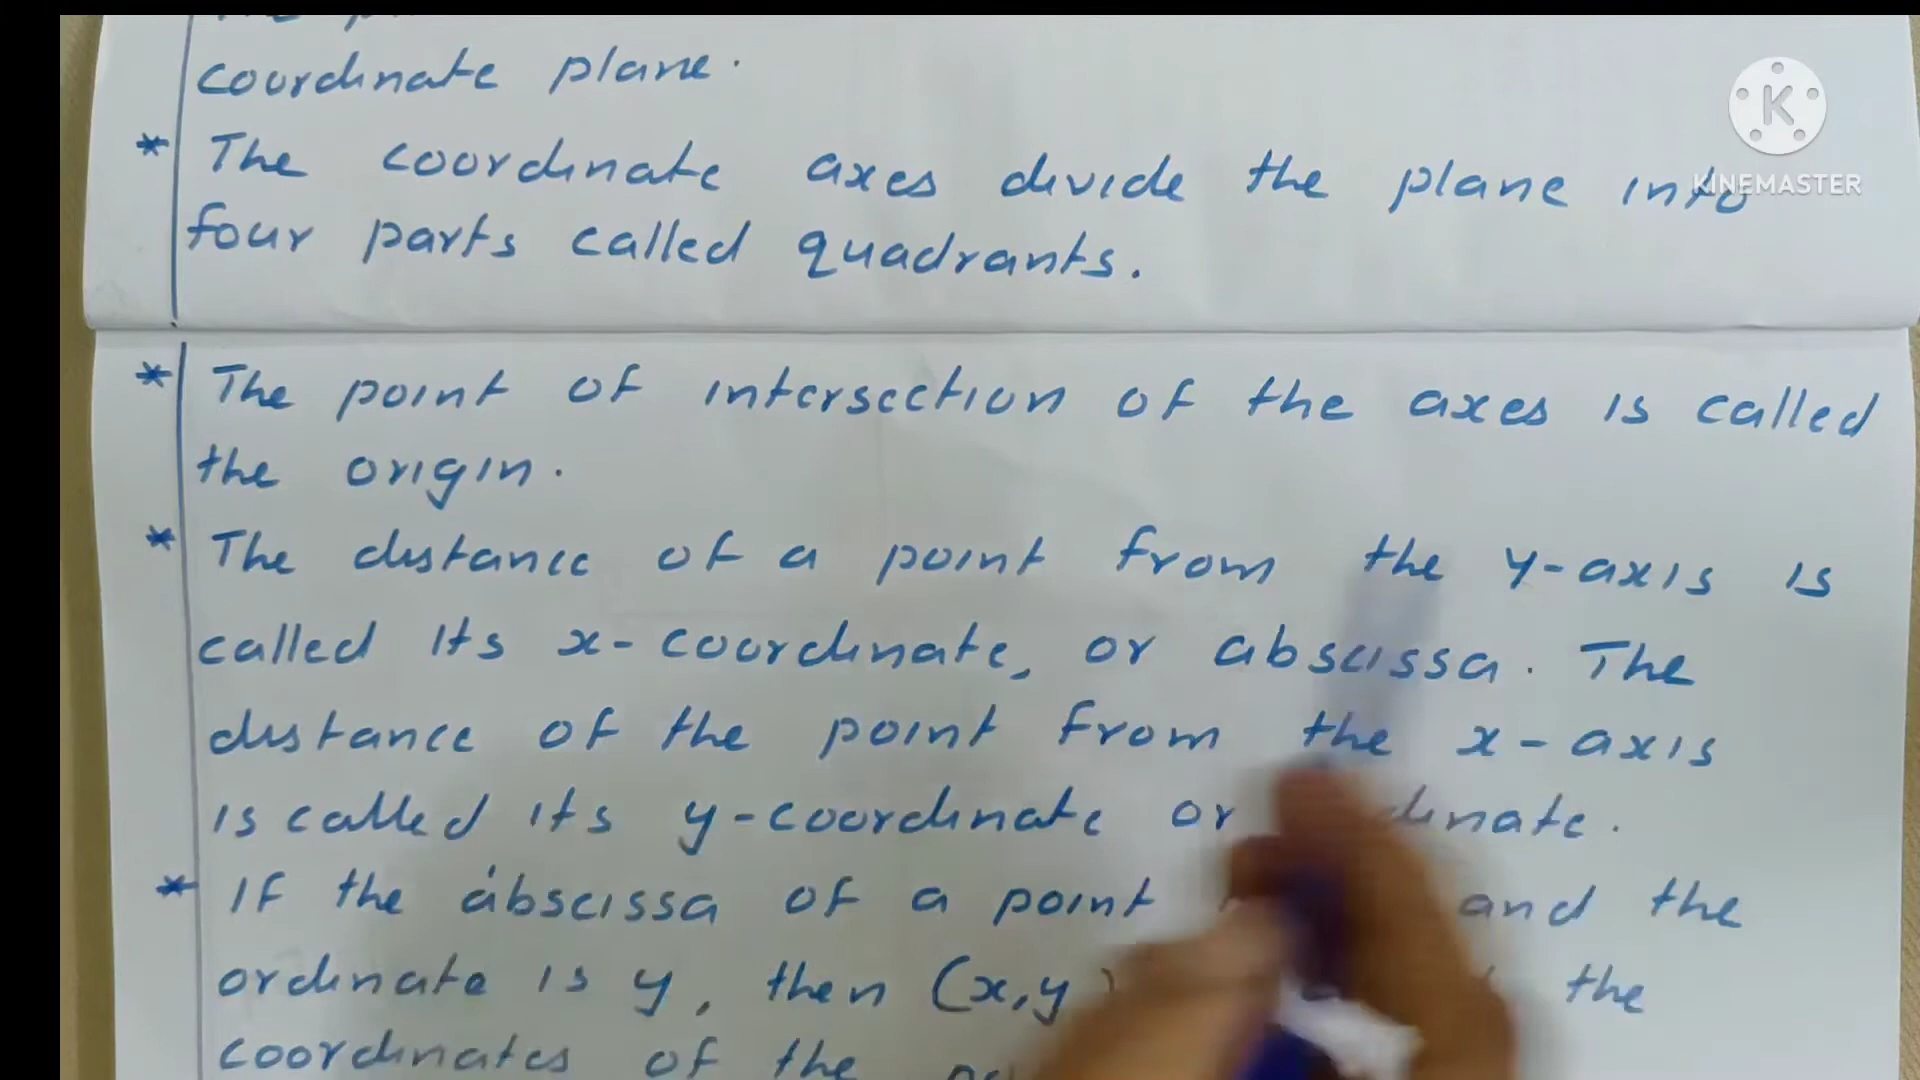 coordinate plane.
* The coordinate axes divide the plane into
four parts called quadrants.
* The point of intersection of the axes is called
the origin.
* The distance of a point from the y-axis is
called its x-coordinate, or abscissa. The
distance of the point from the x-axis
is called its y-coordinate or
* If the abscissa of a point and the
ordinate is y, then (x,y) the
coordinates of the
K
KINEMASTER